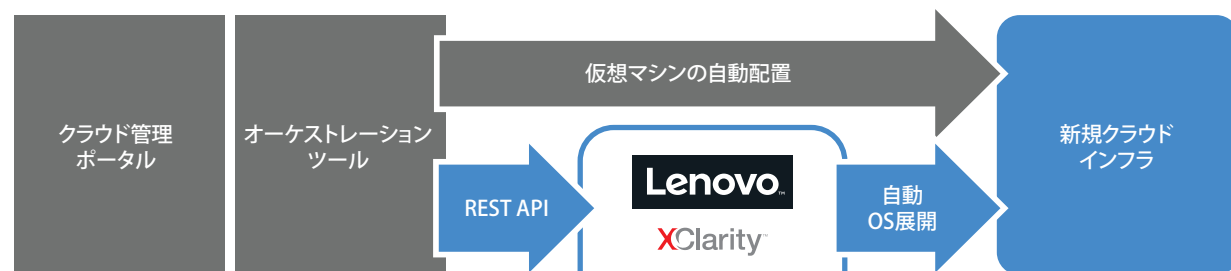 クラウド管理
ポータル
オーケストレーション
ツール
仮想マシンの自動配置
REST API
Lenovo™
XClarity™
自動
OS展開
新規クラウド
インフラ